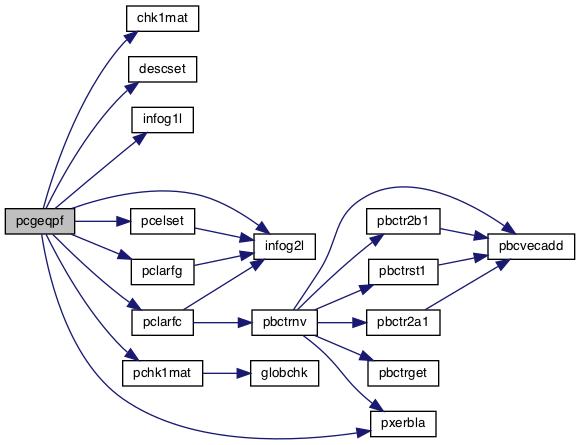 chk1mat
descset
infog1l
pcgeqpf
pcelset
pclarfg
pclarfc
pchk1mat
infog2l
pbctrnv
globchk
pbctr2b1
pbctrst1
pbctr2a1
pbctrget
pxerbla
pbcvecadd